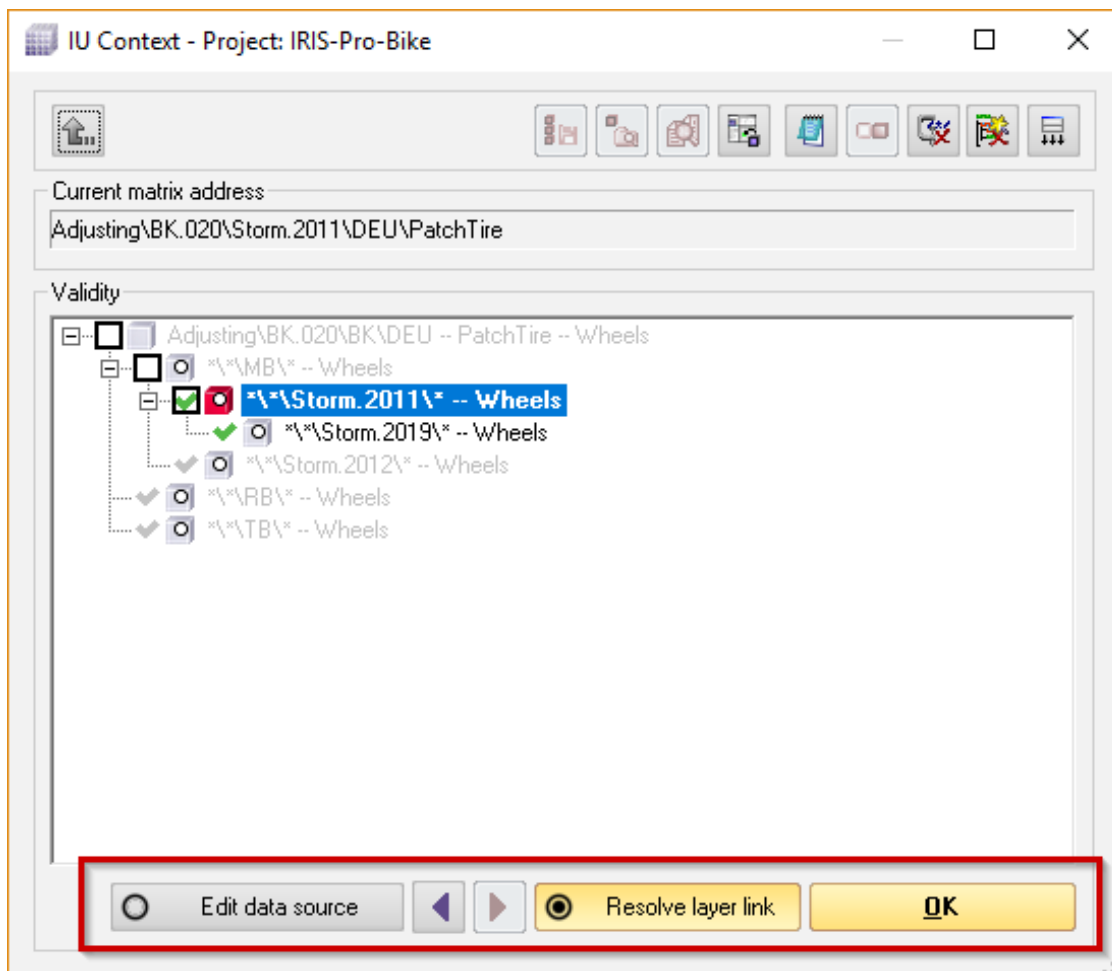 IU Context - Project: IRIS-Pro-Bike
Current matrix address
Adjusting\BK.020\Storm.2011\DEU\PatchTire
Validity
Adjusting\BK.020\BK\DEU -- PatchTire -- Wheels
*\*\MB\* -- Wheels
*\*\Storm.2011\* -- Wheels
*\*\Storm.2019\* -- Wheels
*\*\Storm.2012\* -- Wheels
*\*\RB\* -- Wheels
*\*\TB\* -- Wheels
Edit data source Resolve layer link OK